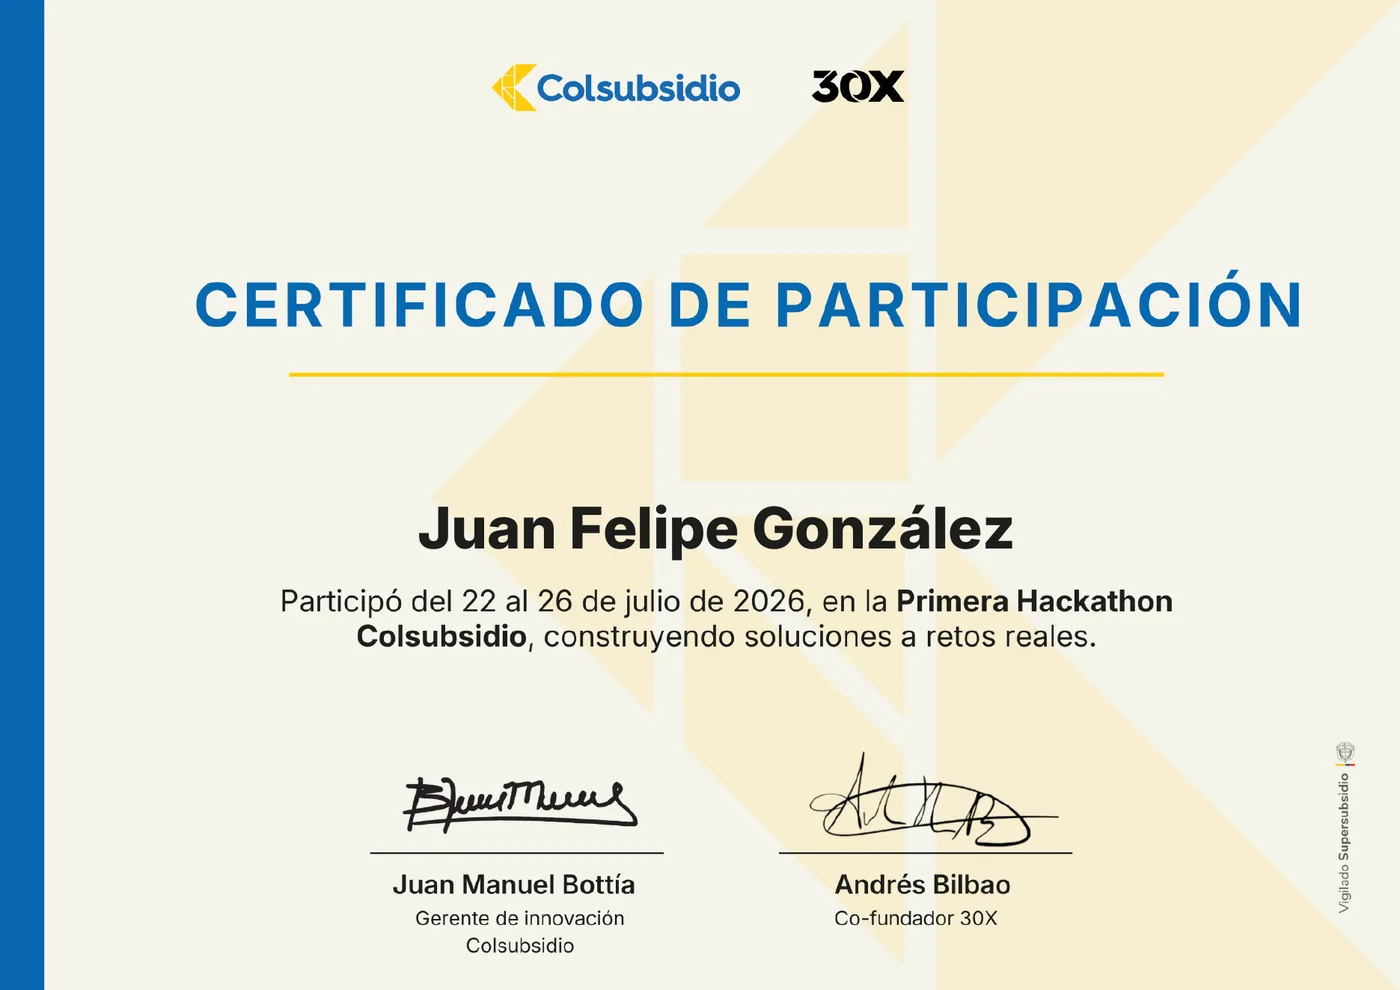 Colsubsidio 30X
CERTIFICADO DE PARTICIPACIÓN
Juan Felipe González
Participó del 22 al 26 de julio de 2026, en la Primera Hackathon
Colsubsidio, construyendo soluciones a retos reales.
Juan Manuel Bottía
Gerente de innovación
Colsubsidio
Andrés Bilbao
Co-fundador 30X
Vigilado Supersubsidio